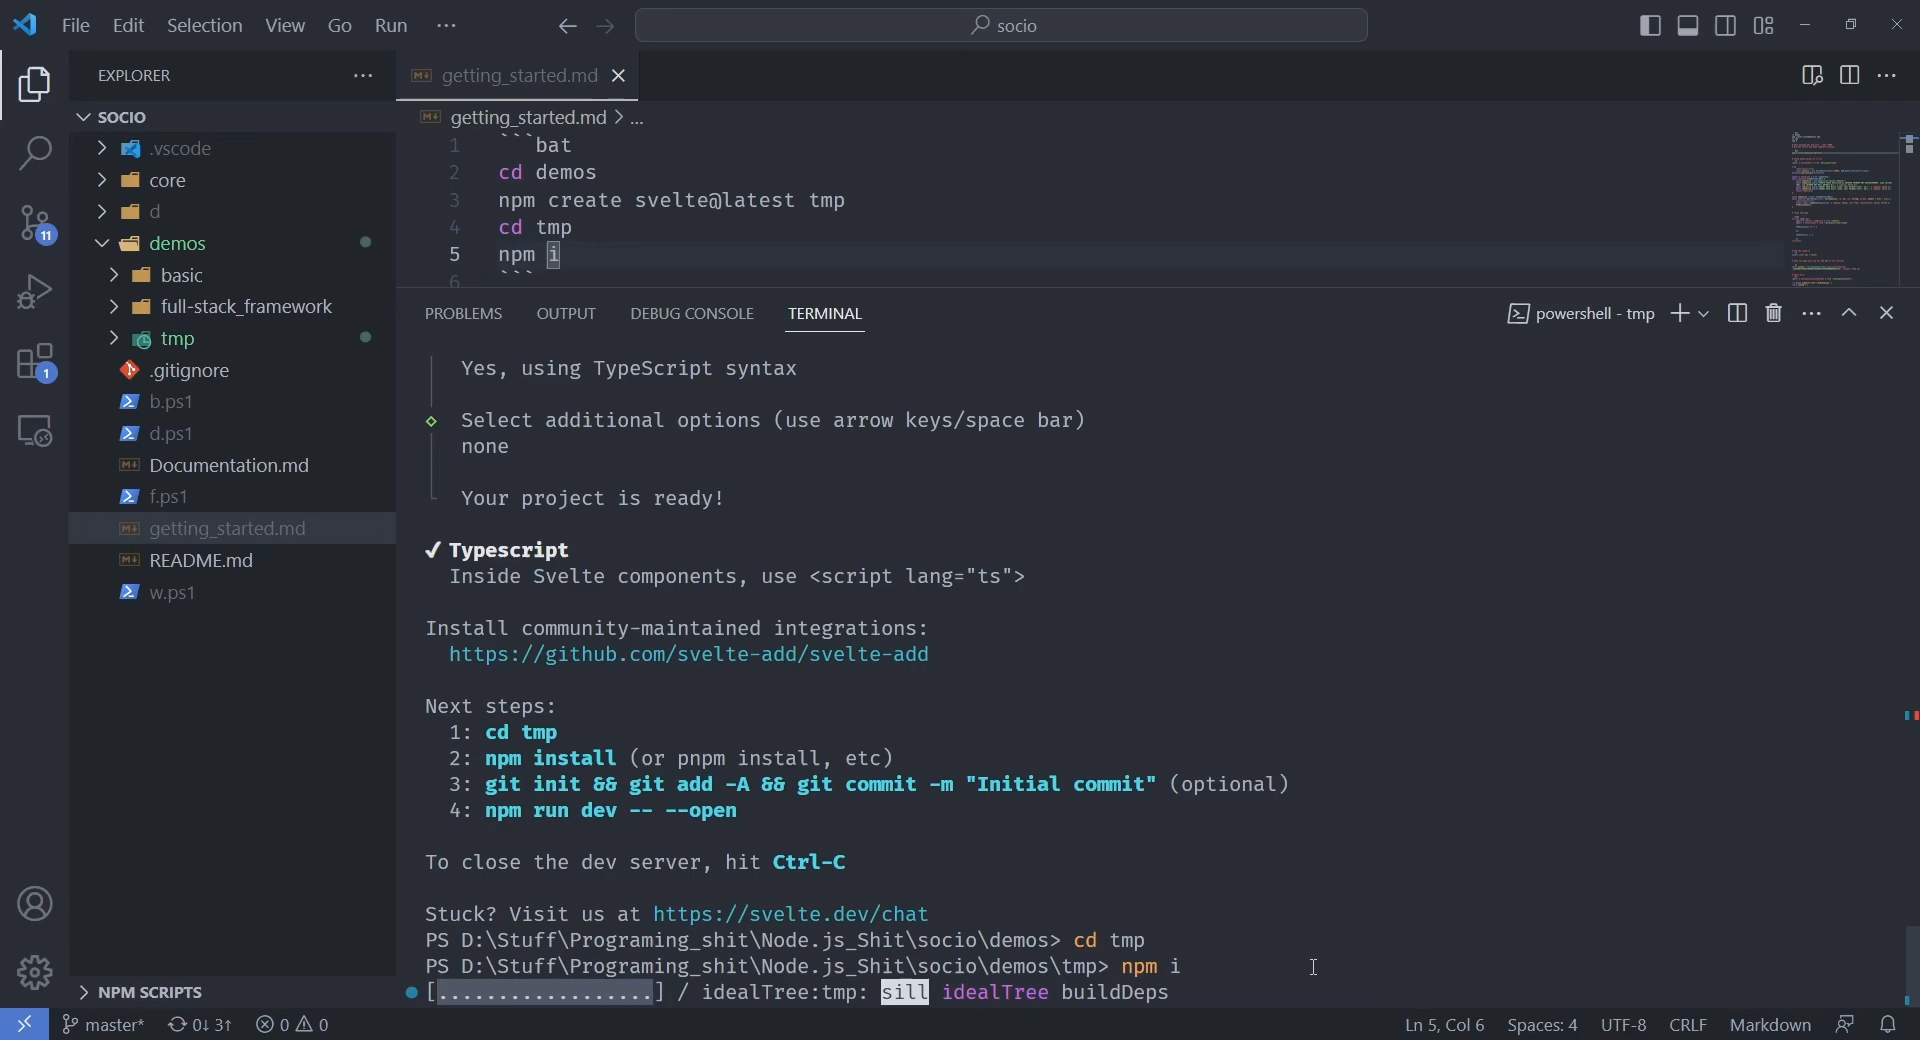 File Edit Selection View Go Run ...
socio
EXPLORER
getting_started.md
SOCIO
getting_started.md > ...
.vscode
core
d
demos
basic
full-stack_framework
tmp
.gitignore
b.ps1
d.ps1
Documentation.md
f.ps1
getting_started.md
README.md
w.ps1
NPM SCRIPTS
11
1
1 ```bat
2 cd demos
3 npm create svelte@latest tmp
4 cd tmp
5 npm i
6 ```
PROBLEMS OUTPUT DEBUG CONSOLE TERMINAL
powershell - tmp
Yes, using TypeScript syntax
Select additional options (use arrow keys/space bar)
none
Your project is ready!
✔ Typescript
Inside Svelte components, use <script lang="ts">
Install community-maintained integrations:
https://github.com/svelte-add/svelte-add
Next steps:
1: cd tmp
2: npm install (or pnpm install, etc)
3: git init && git add -A && git commit -m "Initial commit" (optional)
4: npm run dev -- --open
To close the dev server, hit Ctrl-C
Stuck? Visit us at https://svelte.dev/chat
PS D:\Stuff\Programing_shit\Node.js_Shit\socio\demos> cd tmp
PS D:\Stuff\Programing_shit\Node.js_Shit\socio\demos\tmp> npm i
[..................] / idealTree:tmp: sill idealTree buildDeps
master* 0↓ 3↑ 0 0
Ln 5, Col 6 Spaces: 4 UTF-8 CRLF Markdown